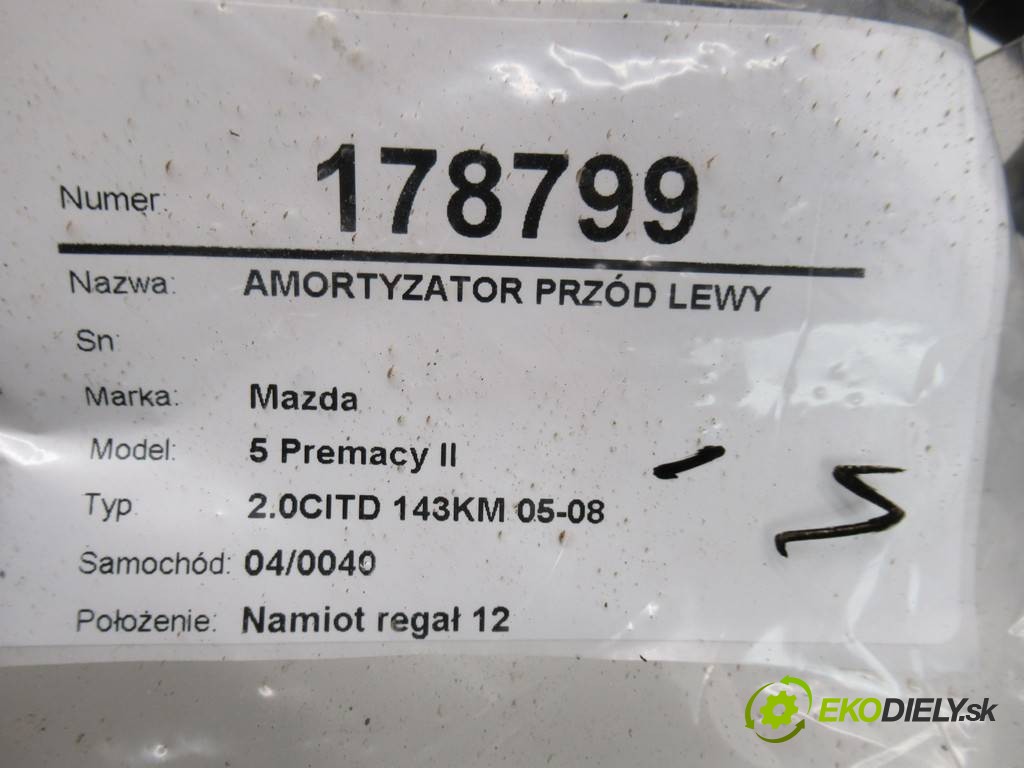 Numer: 178799
Nazwa: AMORTYZATOR PRZÓD LEWY
Sn:
Marka: Mazda
Model: 5 Premacy II
Typ: 2.0CITD 143KM 05-08
Samochód: 04/0040
Położenie: Namiot regał 12
EKODIELY.sk